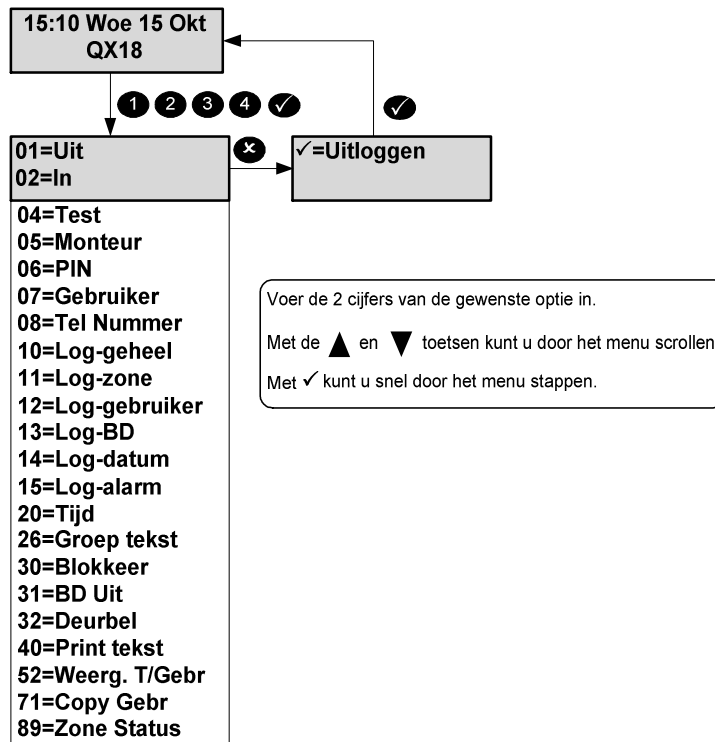 15:10 Woe 15 Okt
QX18
1 2 3 4 ✓
✓
01=Uit
02=In
×
✓=Uitloggen
04=Test
05=Monteur
06=PIN
07=Gebruiker
08=Tel Nummer
10=Log-geheel
11=Log-zone
12=Log-gebruiker
13=Log-BD
14=Log-datum
15=Log-alarm
20=Tijd
26=Groep tekst
30=Blokkeer
31=BD Uit
32=Deurbel
40=Print tekst
52=Weerg. T/Gebr
71=Copy Gebr
89=Zone Status
Voer de 2 cijfers van de gewenste optie in.
Met de ▲ en ▼ toetsen kunt u door het menu scrollen
Met ✓ kunt u snel door het menu stappen.